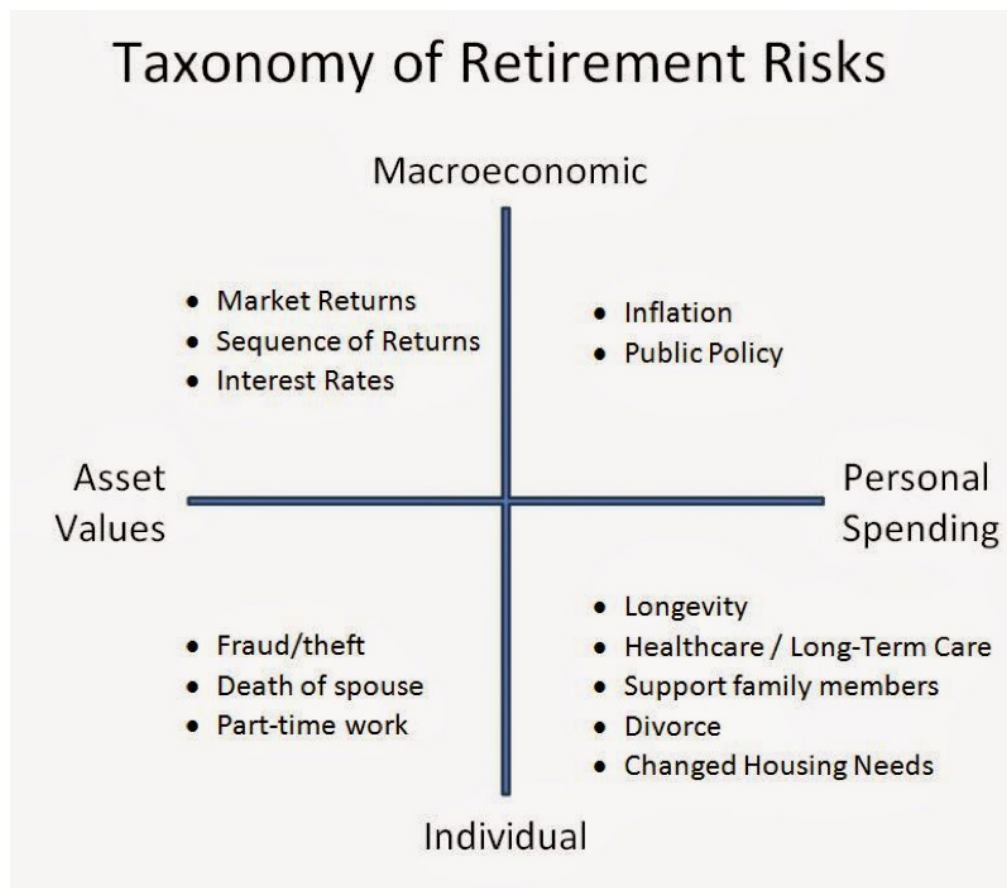 Taxonomy of Retirement Risks
Macroeconomic
• Market Returns
• Sequence of Returns
• Interest Rates
• Inflation
• Public Policy
Asset
Values
Personal
Spending
• Fraud/theft
• Death of spouse
• Part-time work
• Longevity
• Healthcare / Long-Term Care
• Support family members
• Divorce
• Changed Housing Needs
Individual